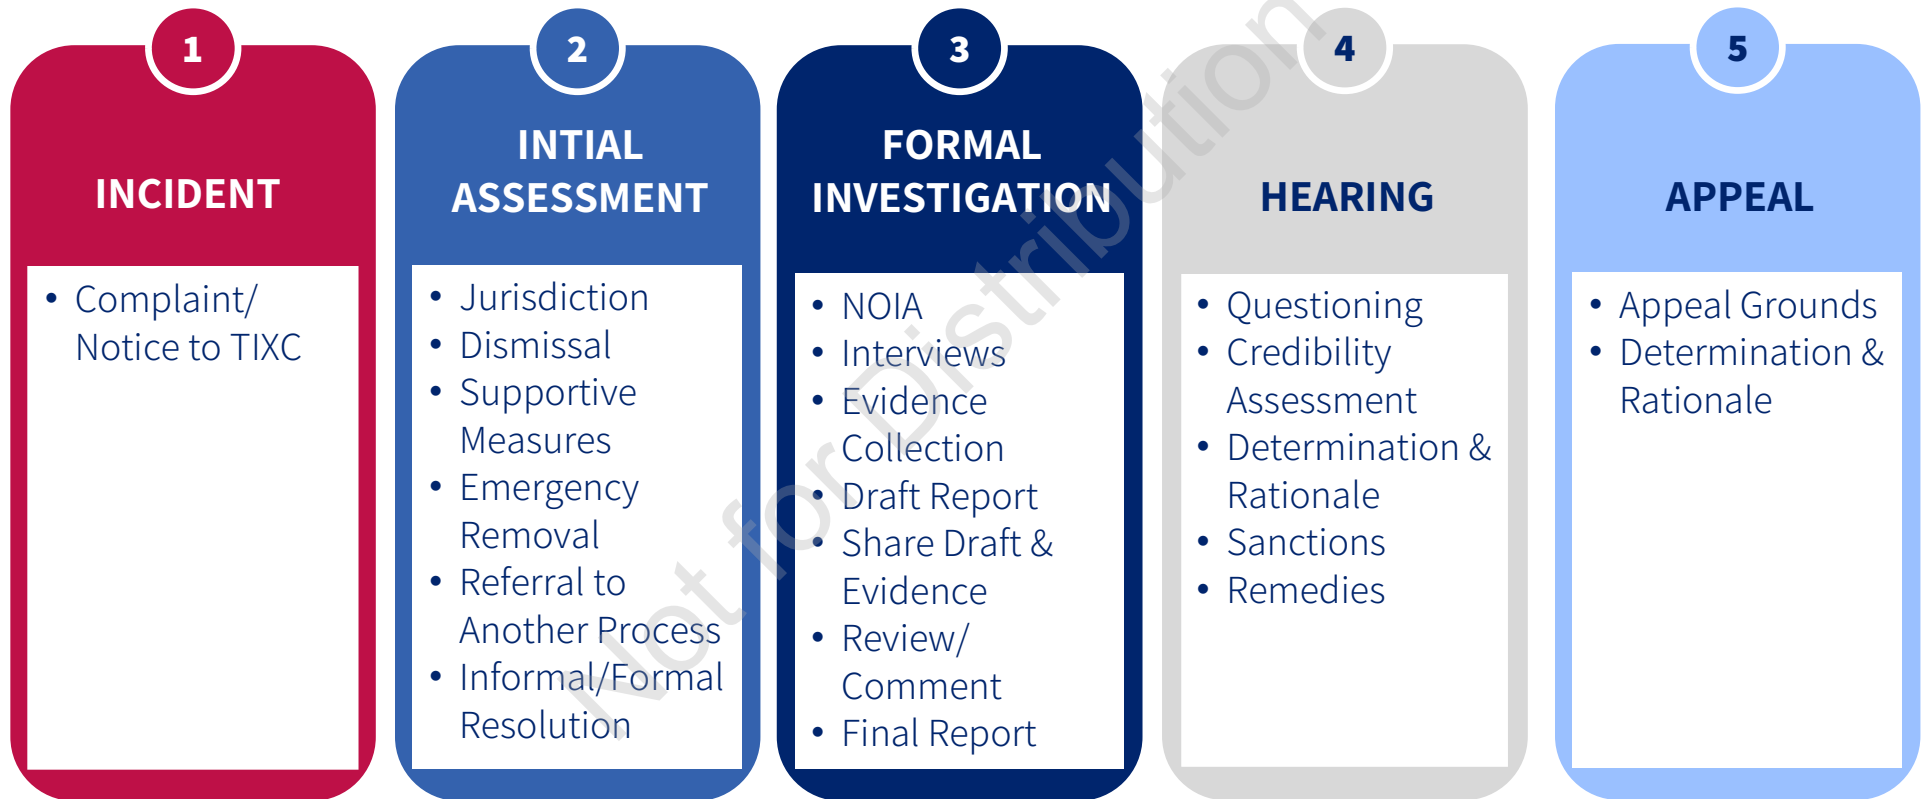 1
INCIDENT
• Complaint/
Notice to TIXC
2
INTIAL
ASSESSMENT
• Jurisdiction
• Dismissal
• Supportive
Measures
• Emergency
Removal
• Referral to
Another Process
• Informal/Formal
Resolution
3
FORMAL
INVESTIGATION
• NOIA
• Interviews
• Evidence
Collection
• Draft Report
• Share Draft &
Evidence
• Review/
Comment
• Final Report
4
HEARING
• Questioning
• Credibility
Assessment
• Determination &
Rationale
• Sanctions
• Remedies
5
APPEAL
• Appeal Grounds
• Determination &
Rationale
Not for Distribution